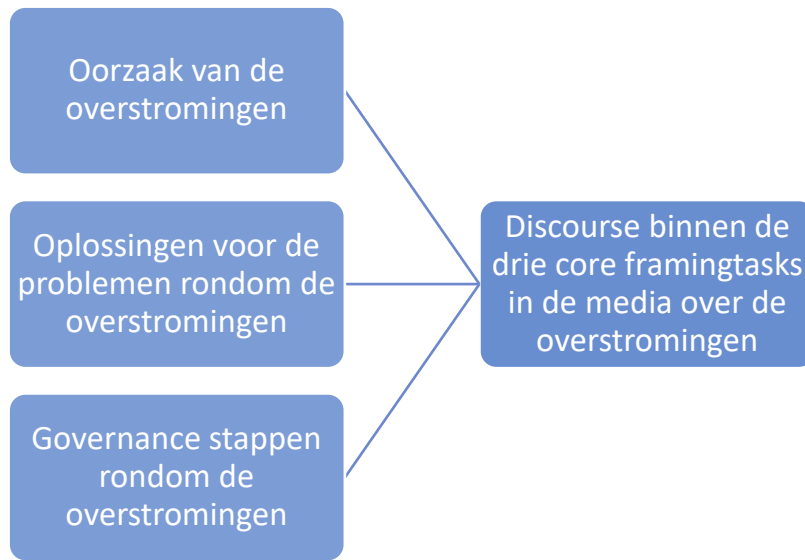 Oorzaak van de
overstromingen
Oplossingen voor de
problemen rondom de
overstromingen
Governance stappen
rondom de
overstromingen
Discourse binnen de
drie core framingtasks
in de media over de
overstromingen